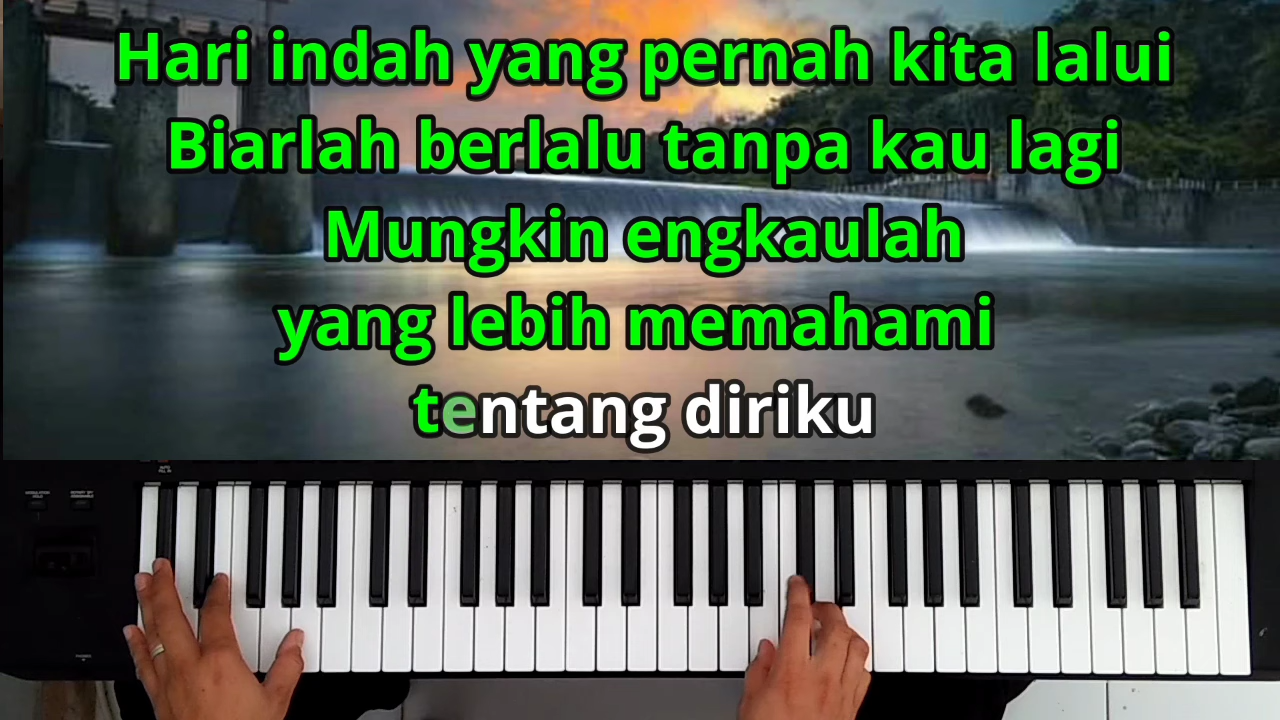 Hari indah yang pernah kita lalui
Biarlah berlalu tanpa kau lagi
Mungkin engkaulah
yang lebih memahami
tentang diriku